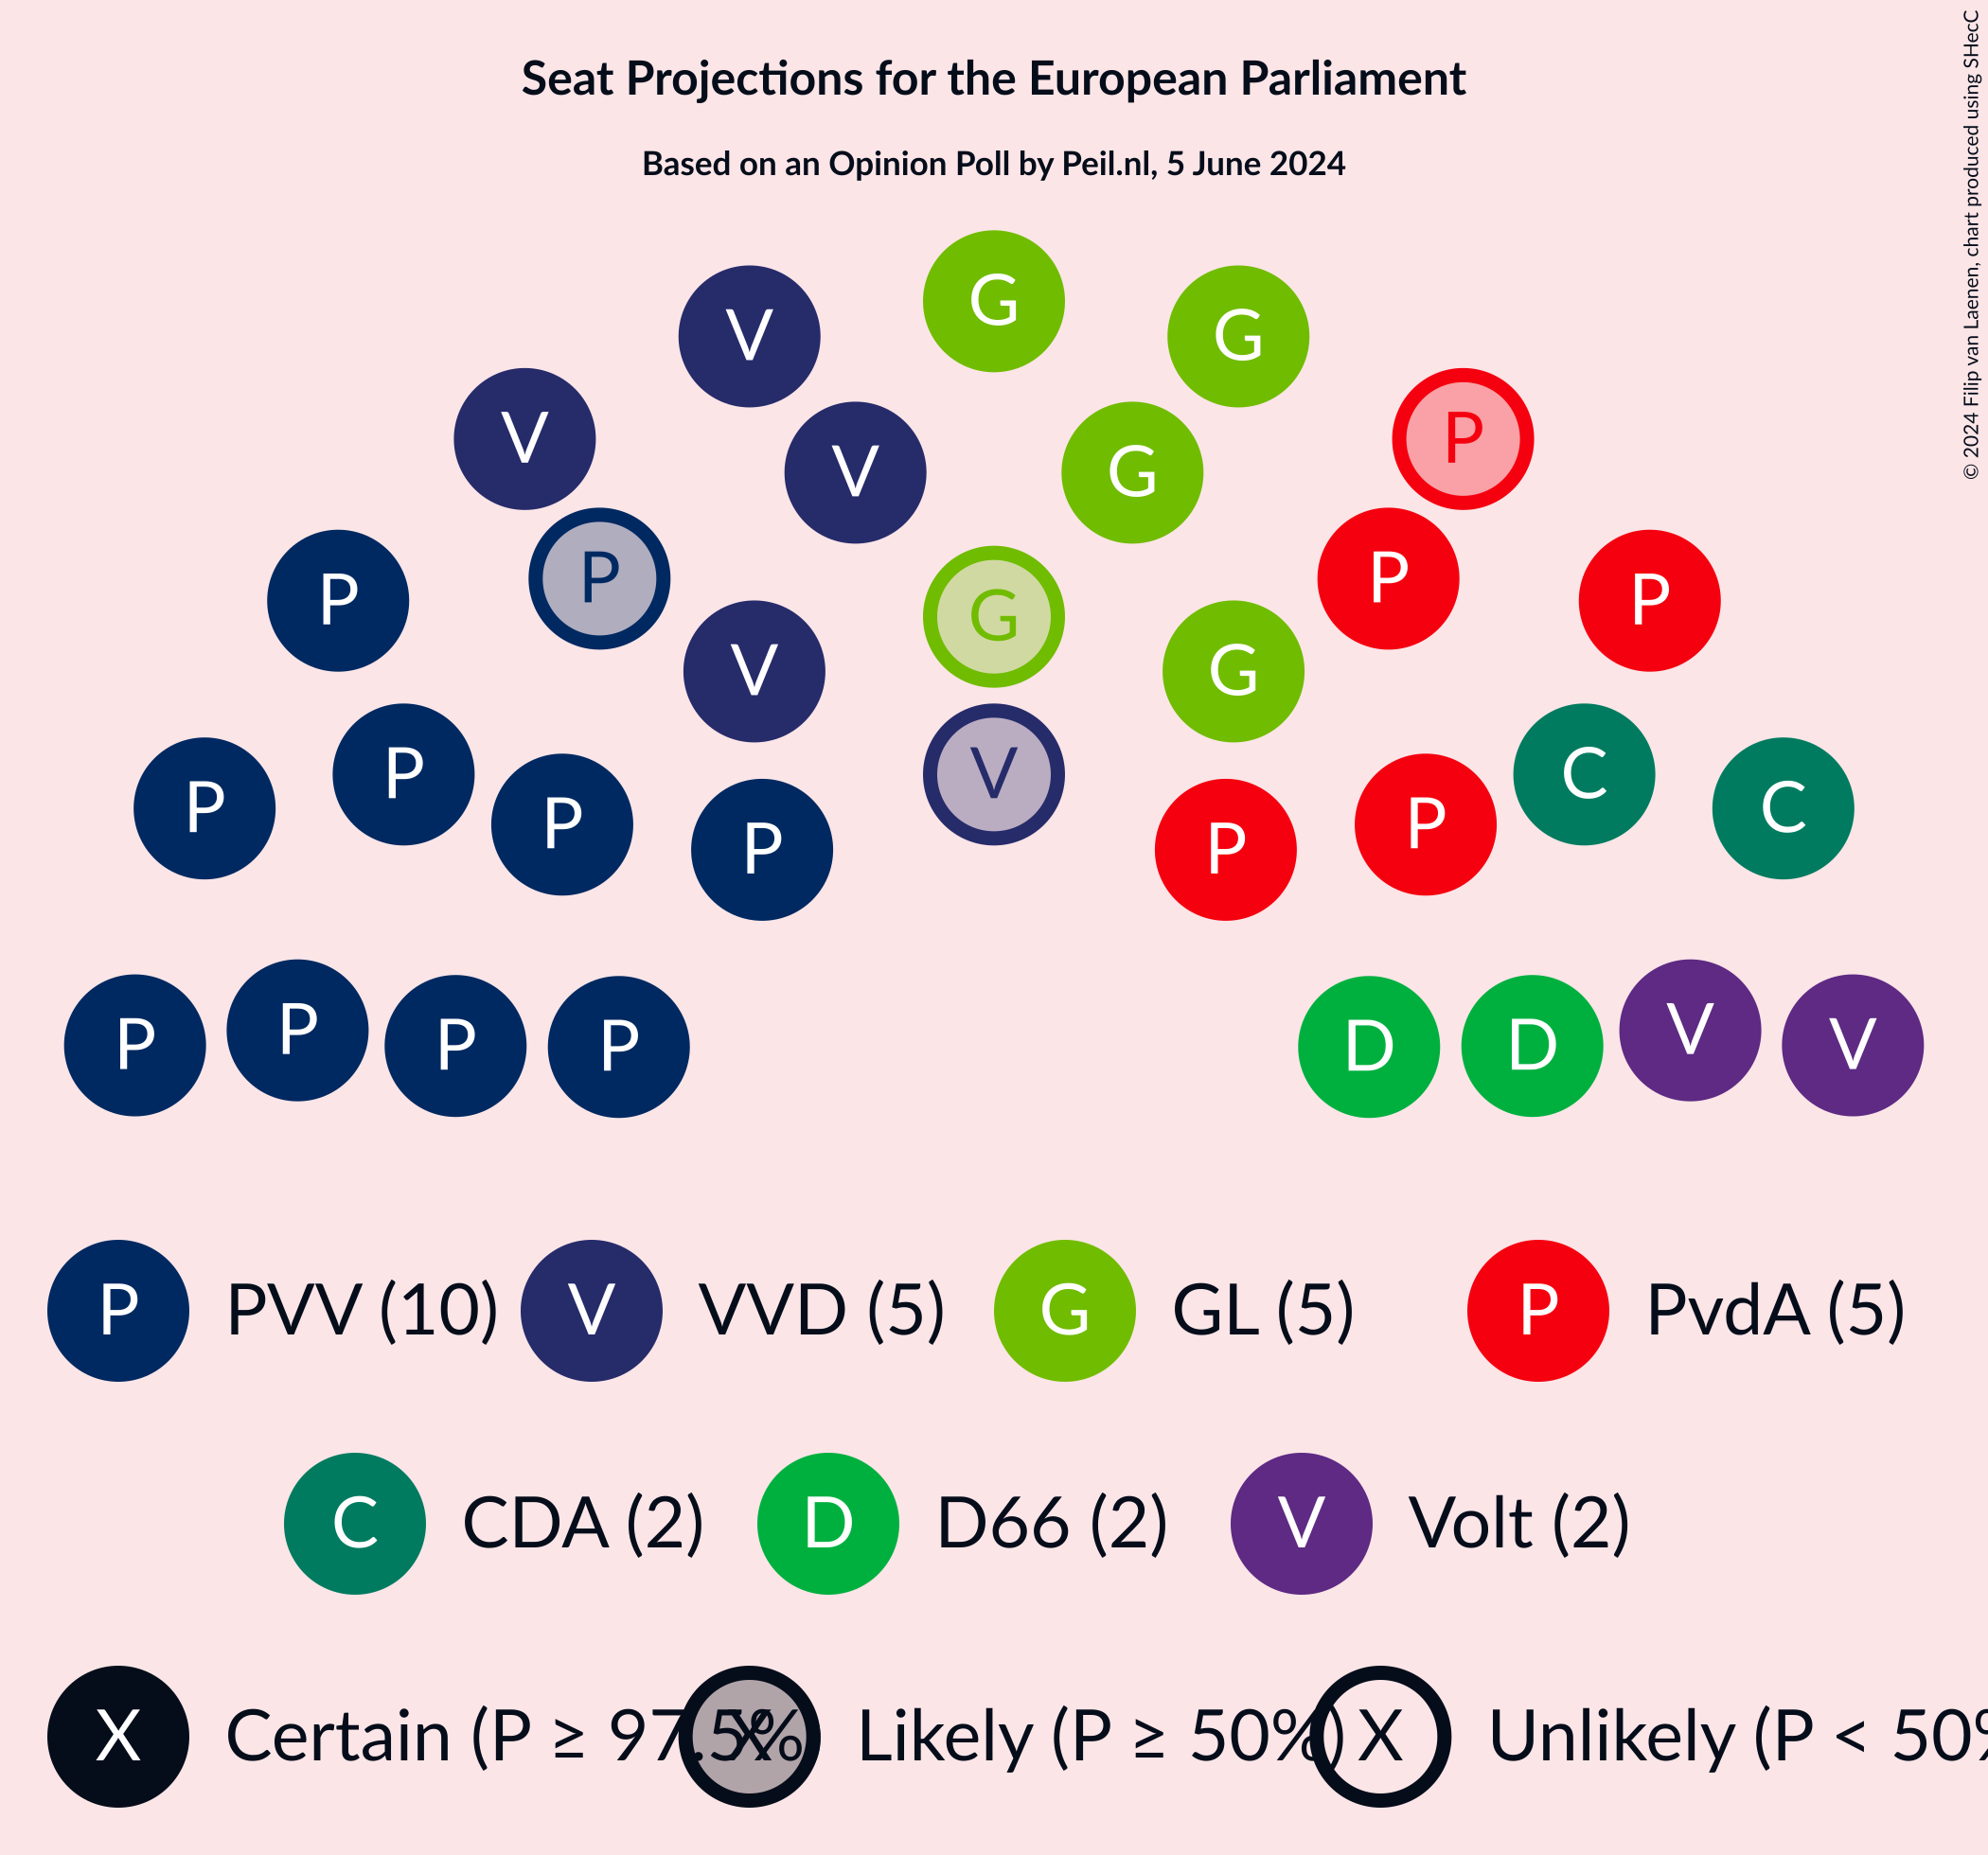 Seat Projections for the European Parliament
Based on an Opinion Poll by Peil.nl, 5 June 2024
© 2024 Filip van Laenen, chart produced using SHecC
G
V G
V P
V G
P P
P P
G
V G
P C
V
P C
P P
P P
P V
P V
P D
P D
P PVV (10) V VVD (5) G GL (5) P PvdA (5)
C CDA (2) D D66 (2) V Volt (2)
X Certain (P ≥ 97.5% X Likely (P ≥ 50%) X Unlikely (P < 50%